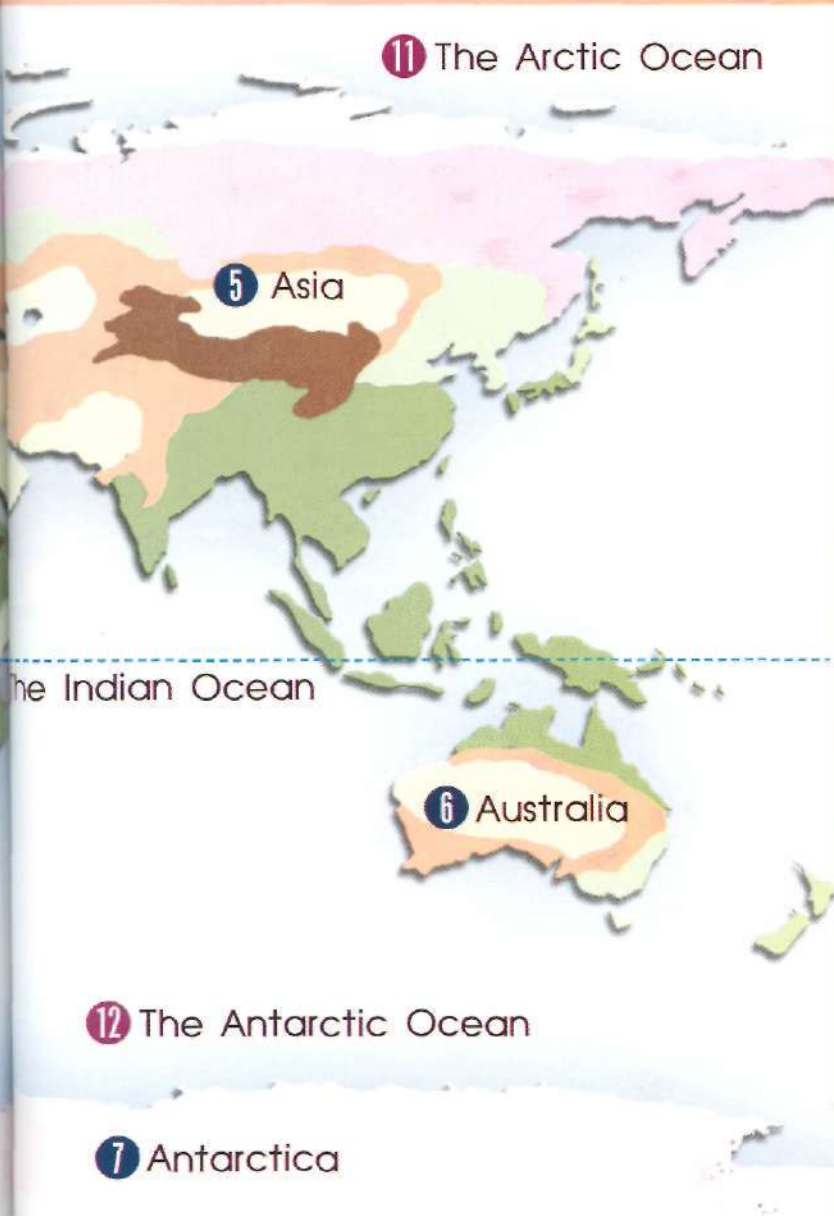 11 The Arctic Ocean
5 Asia
he Indian Ocean
6 Australia
12 The Antarctic Ocean
7 Antarctica